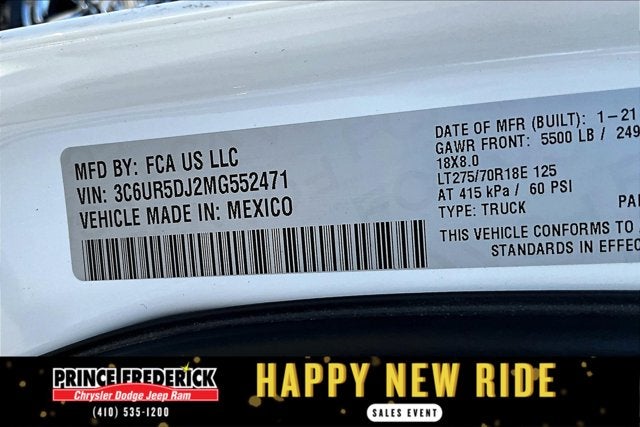 MFD BY: FCA US LLC
VIN: 3C6UR5DJ2MG552471
VEHICLE MADE IN: MEXICO
DATE OF MFR (BUILT): 1-21
GAWR FRONT: 5500 LB / 249
18X8.0
LT275/70R18E 125
AT 415 kPa / 60 PSI
TYPE: TRUCK
THIS VEHICLE CONFORMS TO
STANDARDS IN EFFEC
PRINCE FREDERICK
Chrysler Dodge Jeep Ram
(410) 535-1200
HAPPY NEW RIDE
SALES EVENT